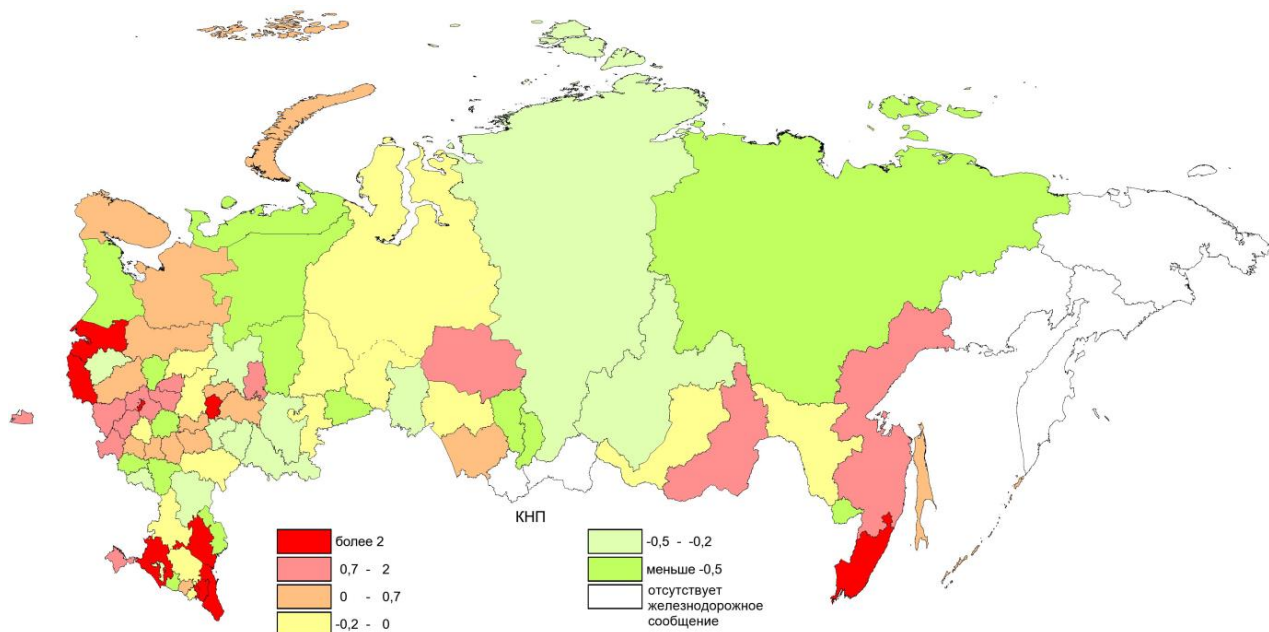 КНП
более 2
0,7 - 2
0 - 0,7
-0,2 - 0
-0,5 - -0,2
меньше -0,5
отсутствует
железнодорожное
сообщение